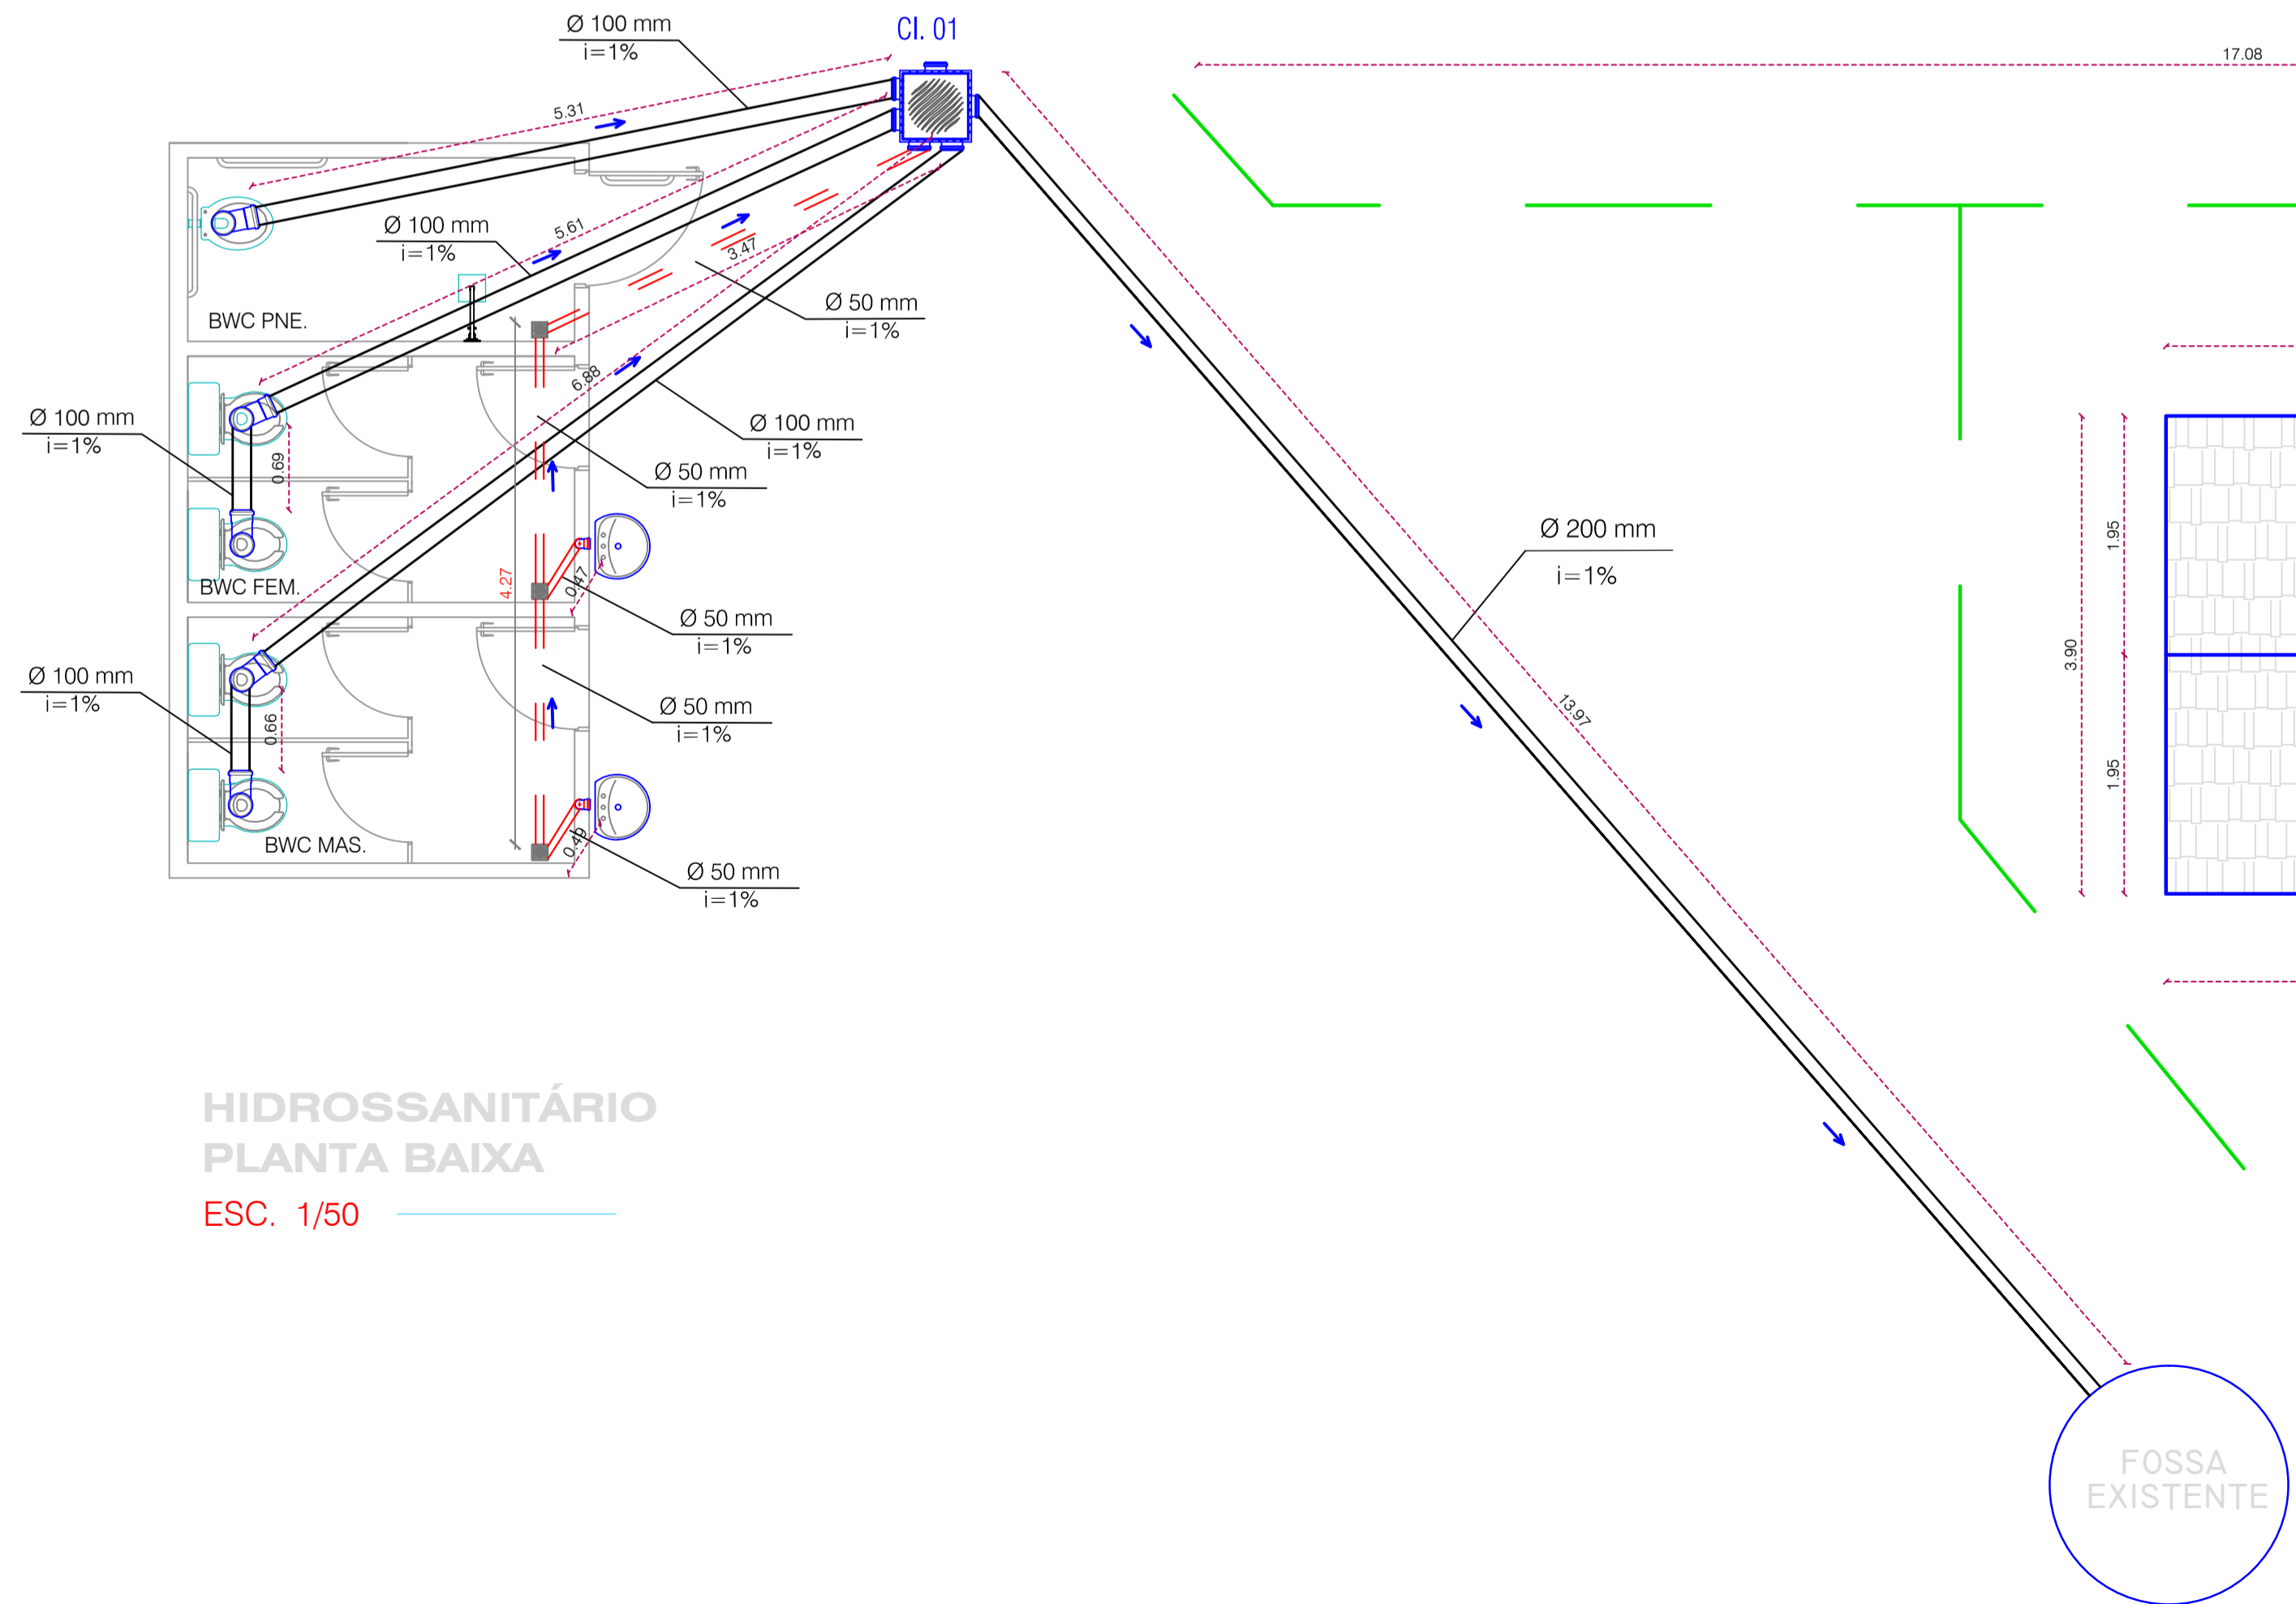 Ø 100 mm
i=1%
CI. 01
17.08
5.31
Ø 100 mm
i=1%
5.61
3.47
Ø 50 mm
i=1%
BWC PNE.
6.88
Ø 100 mm
i=1%
Ø 100 mm
i=1%
0.69
Ø 50 mm
i=1%
Ø 200 mm
i=1%
1.95
4.27
0.47
BWC FEM.
Ø 50 mm
i=1%
3.90
Ø 100 mm
i=1%
0.66
Ø 50 mm
i=1%
13.97
1.95
0.49
BWC MAS.
Ø 50 mm
i=1%
HIDROSSANITÁRIO
PLANTA BAIXA
ESC. 1/50
FOSSA
EXISTENTE